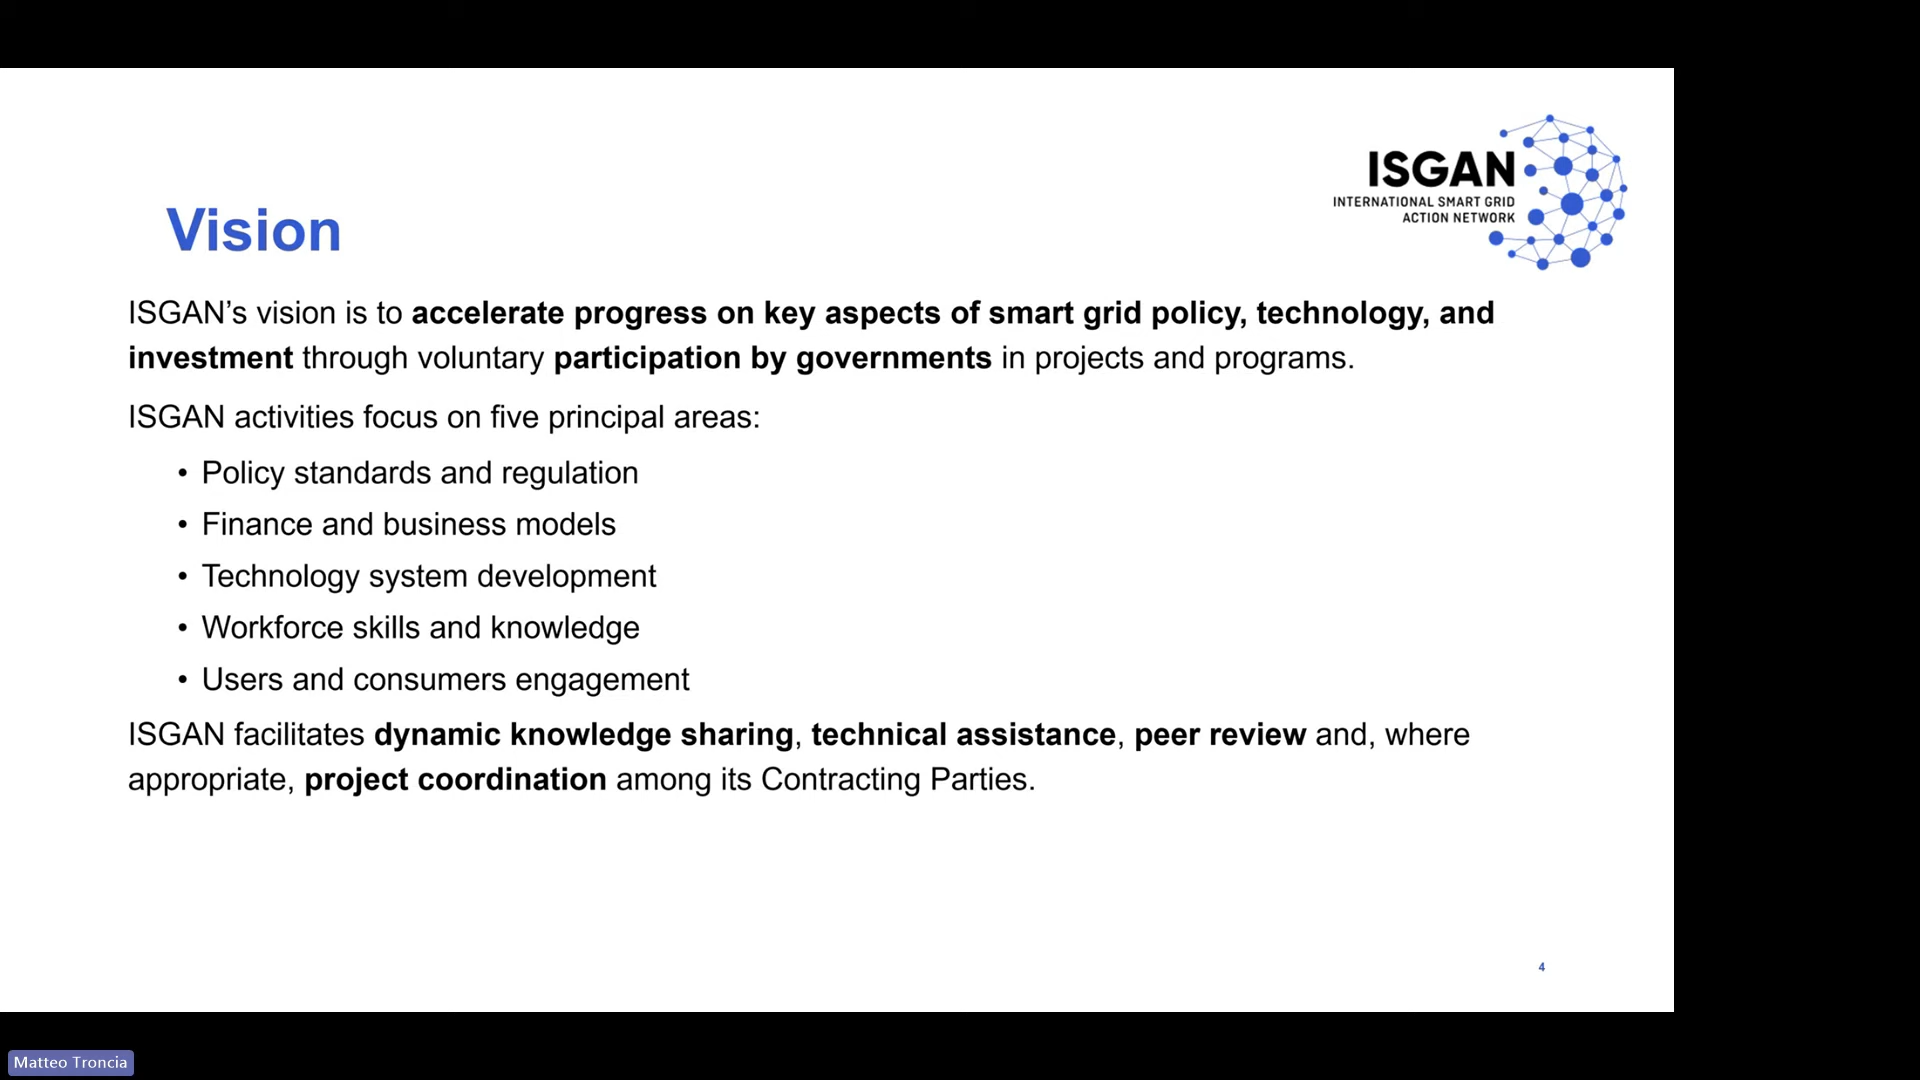 ISGAN
INTERNATIONAL SMART GRID
ACTION NETWORK
Vision
ISGAN’s vision is to accelerate progress on key aspects of smart grid policy, technology, and
investment through voluntary participation by governments in projects and programs.
ISGAN activities focus on five principal areas:
• Policy standards and regulation
• Finance and business models
• Technology system development
• Workforce skills and knowledge
• Users and consumers engagement
ISGAN facilitates dynamic knowledge sharing, technical assistance, peer review and, where
appropriate, project coordination among its Contracting Parties.
4
Matteo Troncia